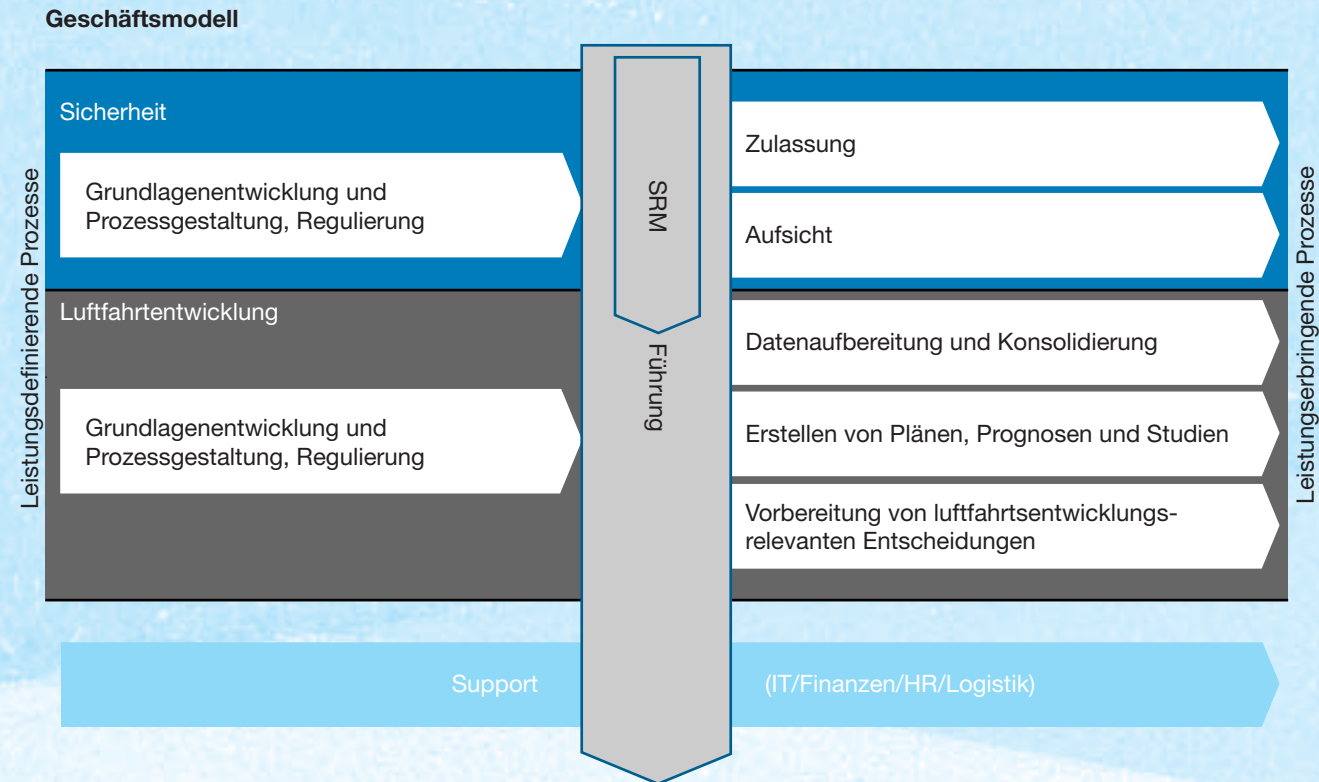 Geschäftsmodell
Leistungsdefinierende Prozesse
Sicherheit
Grundlagenentwicklung und
Prozessgestaltung, Regulierung
Luftfahrtentwicklung
Grundlagenentwicklung und
Prozessgestaltung, Regulierung
SRM
Führung
Zulassung
Aufsicht
Datenaufbereitung und Konsolidierung
Erstellen von Plänen, Prognosen und Studien
Vorbereitung von luftfahrtsentwicklungs-
relevanten Entscheidungen
Leistungserbringende Prozesse
Support
(IT/Finanzen/HR/Logistik)